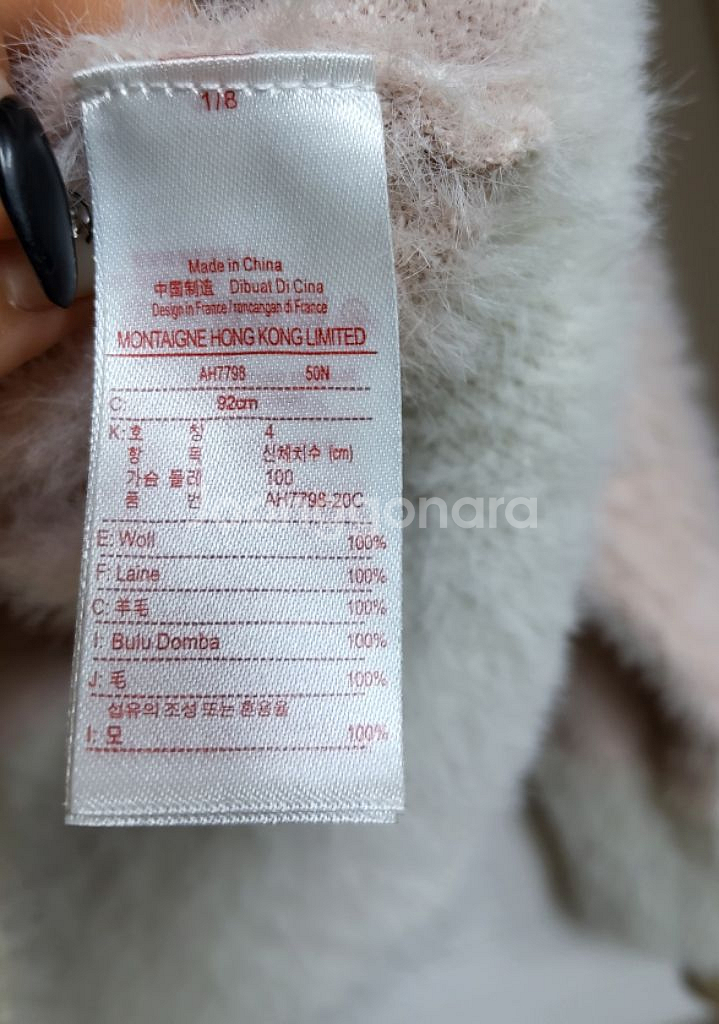 1/8
Made in China
中国制造 Dibuat Di Cina
Design in France / rancangan di France
MONTAIGNE HONG KONG LIMITED
AH7798 50N
C: 92cm
K: 호 칭 4
항 목 신체치수 (cm)
가슴 둘레 100
품 번 AH7798-20C
onara
E: Woll 100%
F: Laine 100%
C: 羊毛 100%
I: Bulu Domba 100%
J: 毛 100%
섬유의 조성 또는 혼용율
I: 모 100%